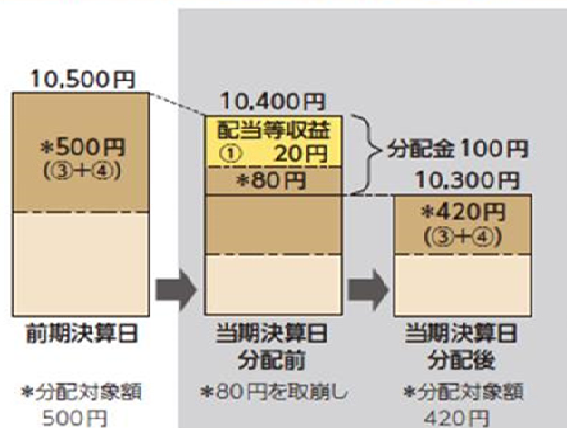 10,500円
*500円
(③+④)
前期決算日
*分配対象額
500円
10,400円
配当等収益
① 20円
*80円
分配金100円
当期決算日
分配前
*80円を取崩し
10,300円
*420円
(③+④)
当期決算日
分配後
*分配対象額
420円